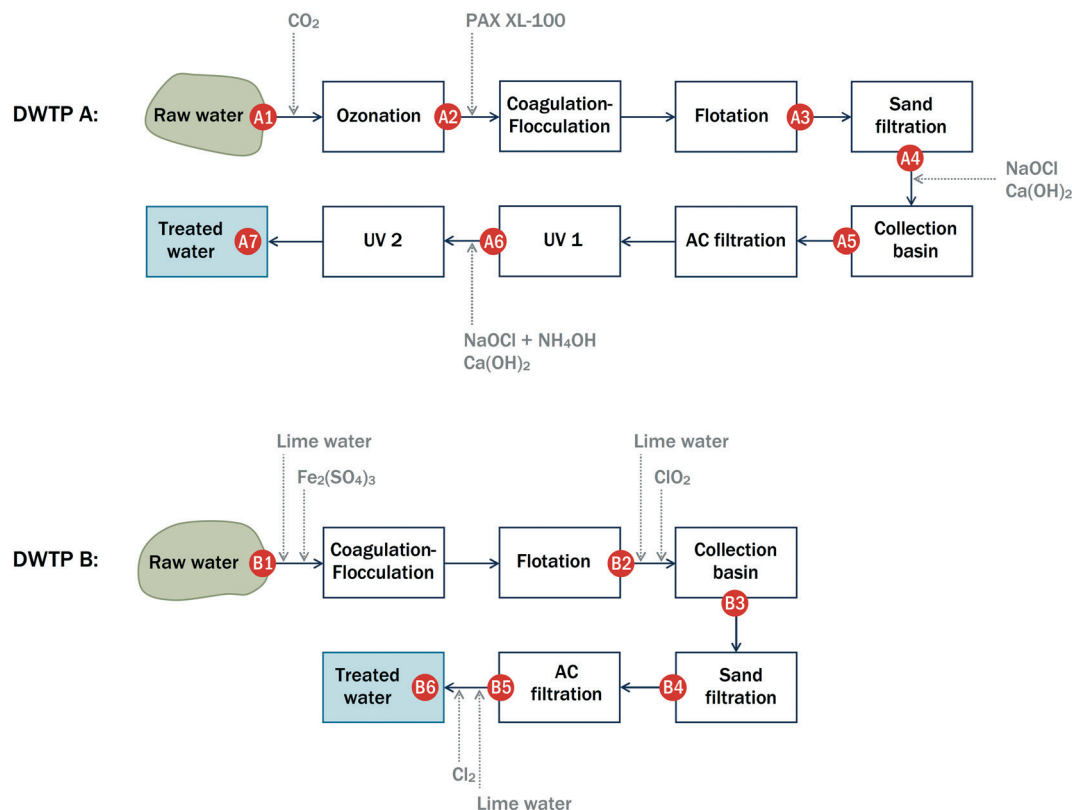 CO₂
PAX XL-100
DWTP A:
Raw water
A1
Ozonation
A2
Coagulation-
Flocculation
Flotation
A3
Sand
filtration
A4
NaOCl
Ca(OH)₂
Treated
water
A7
UV 2
A6
UV 1
AC filtration
A5
Collection
basin
NaOCl + NH₄OH
Ca(OH)₂
Lime water
Fe₂(SO₄)₃
Lime water
ClO₂
DWTP B:
Raw water
B1
Coagulation-
Flocculation
Flotation
B2
Collection
basin
B3
Treated
water
B6
B5
AC
filtration
B4
Sand
filtration
Cl₂
Lime water